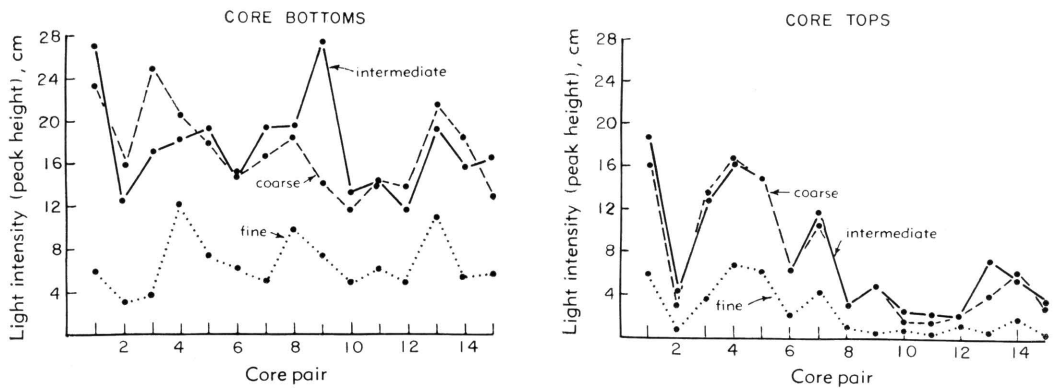 CORE BOTTOMS
Light intensity (peak height), cm
28
24
20
16
12
8
4
intermediate
coarse
fine
2 4 6 8 10 12 14
Core pair
CORE TOPS
Light intensity (peak height), cm
28
24
20
16
12
8
4
coarse
intermediate
fine
2 4 6 8 10 12 14
Core pair